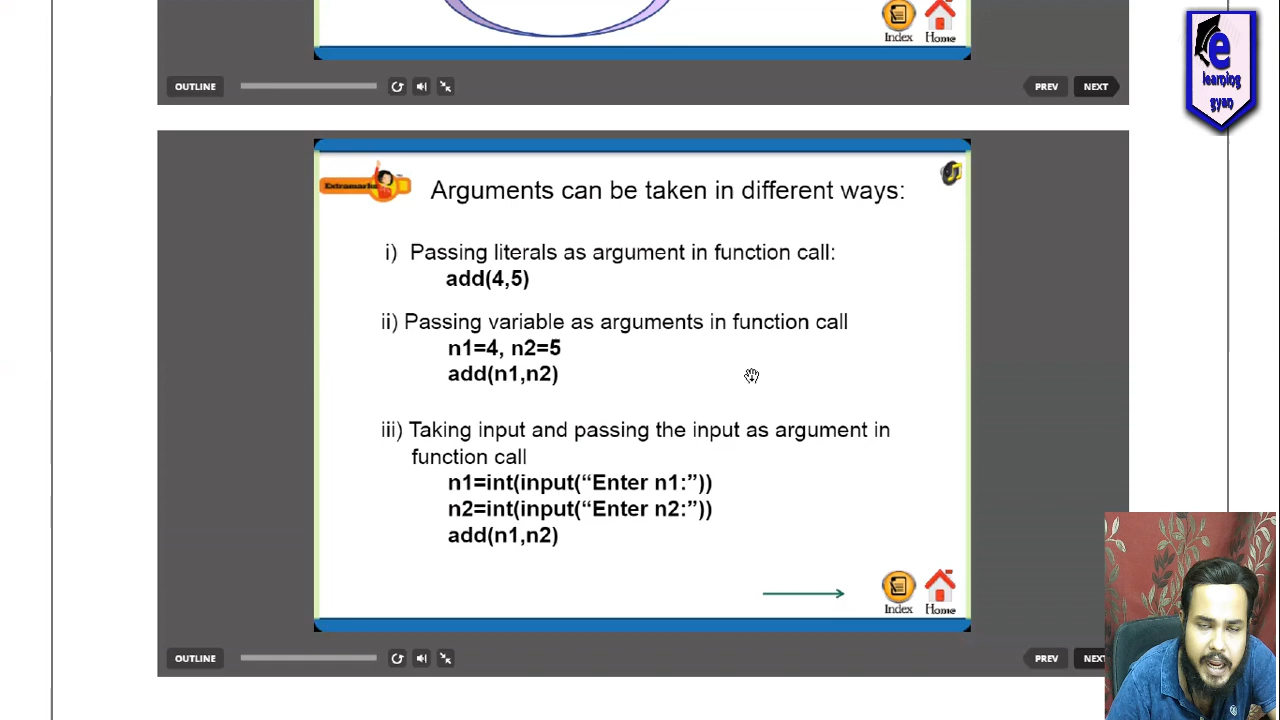 Index
Home
OUTLINE
PREV
NEXT
e
learning
gyan
Extramarks
Arguments can be taken in different ways:
i) Passing literals as argument in function call:
add(4,5)
ii) Passing variable as arguments in function call
n1=4, n2=5
add(n1,n2)
iii) Taking input and passing the input as argument in
function call
n1=int(input(“Enter n1:”))
n2=int(input(“Enter n2:”))
add(n1,n2)
Index
Home
OUTLINE
PREV
NEXT